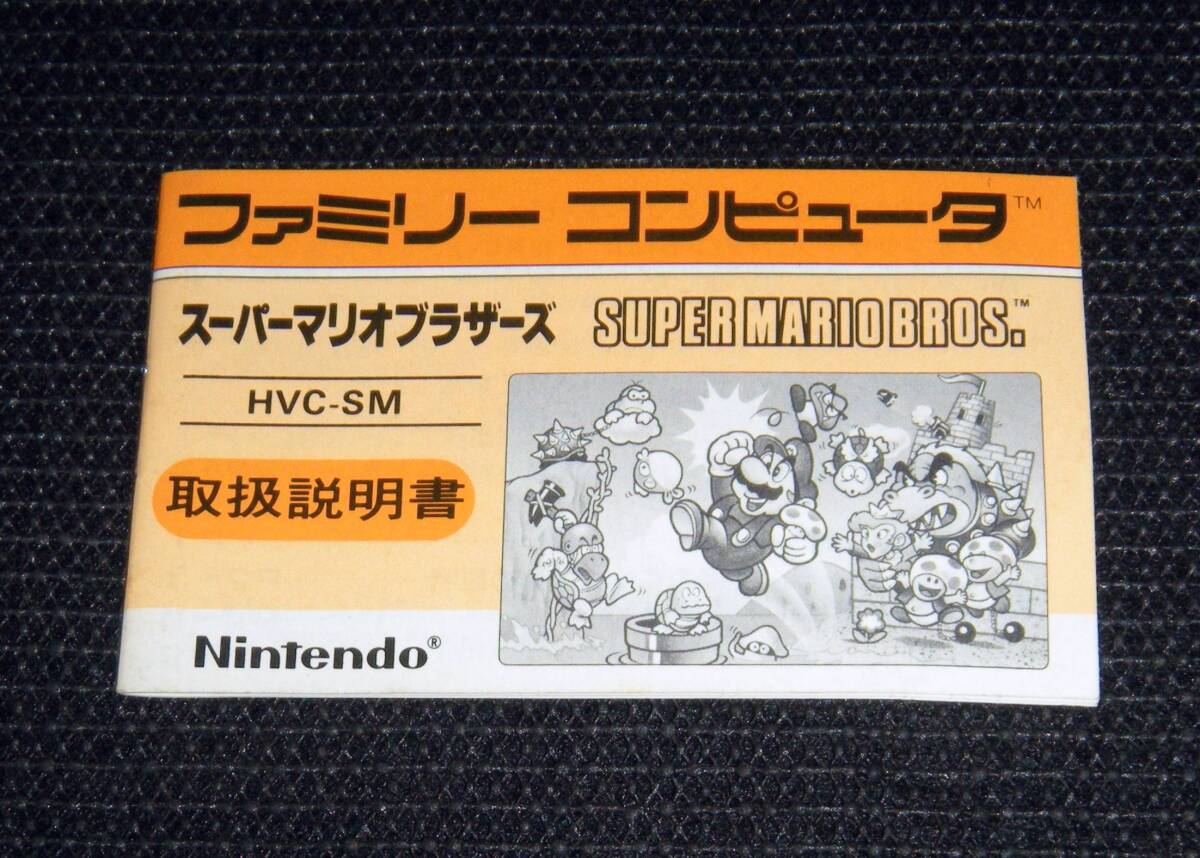 ファミリー コンピュータ™
スーパーマリオブラザーズ SUPER MARIO BROS.™
HVC-SM
取扱説明書
Nintendo®